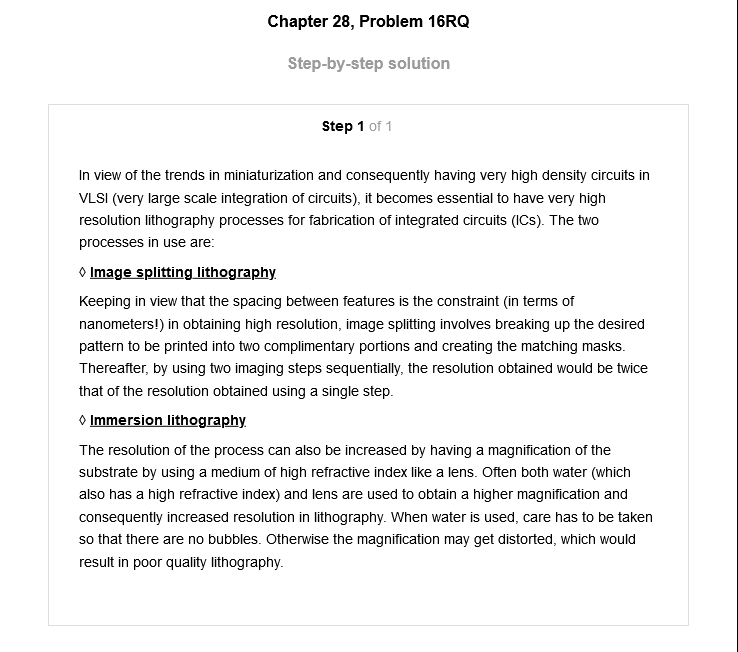 Chapter 28, Problem 16RQ
Step-by-step solution
Step 1 of 1
In view of the trends in miniaturization and consequently having very high density circuits in
VLSI (very large scale integration of circuits), it becomes essential to have very high
resolution lithography processes for fabrication of integrated circuits (ICs). The two
processes in use are:
◊ Image splitting lithography
Keeping in view that the spacing between features is the constraint (in terms of
nanometers!) in obtaining high resolution, image splitting involves breaking up the desired
pattern to be printed into two complimentary portions and creating the matching masks.
Thereafter, by using two imaging steps sequentially, the resolution obtained would be twice
that of the resolution obtained using a single step.
◊ Immersion lithography
The resolution of the process can also be increased by having a magnification of the
substrate by using a medium of high refractive index like a lens. Often both water (which
also has a high refractive index) and lens are used to obtain a higher magnification and
consequently increased resolution in lithography. When water is used, care has to be taken
so that there are no bubbles. Otherwise the magnification may get distorted, which would
result in poor quality lithography.